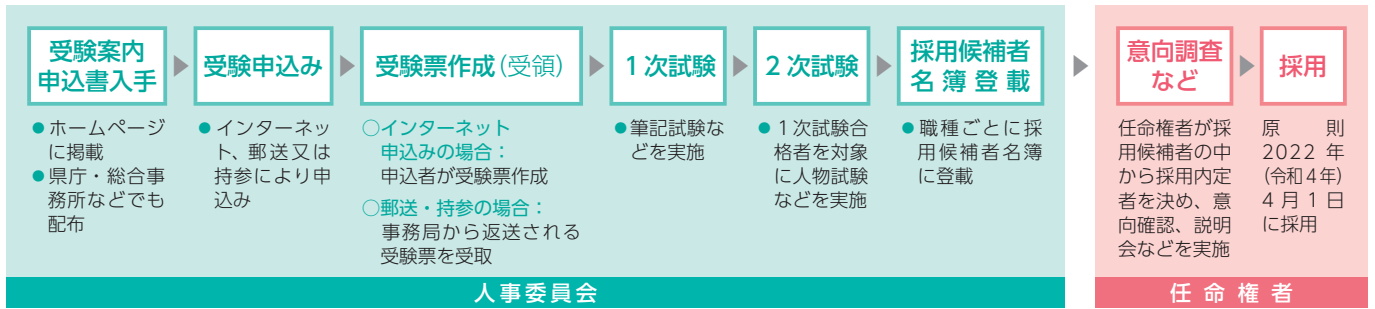 受験案内
申込書入手
●ホームページ
に掲載
●県庁・総合事
務所などでも
配布
受験申込み
●インターネッ
ト、郵送又は
持参により申
込み
受験票作成(受領)
○インターネット
申込みの場合：
申込者が受験票作成
○郵送・持参の場合：
事務局から返送される
受験票を受取
1次試験
●筆記試験な
どを実施
2次試験
●1次試験合
格者を対象
に人物試験
などを実施
採用候補者
名簿登載
●職種ごとに採
用候補者名簿
に登載
人事委員会
意向調査
など
任命権者が採
用候補者の中
から採用内定
者を決め、意
向確認、説明
会などを実施
採用
原則
2022年
(令和4年)
4月1日
に採用
任命権者